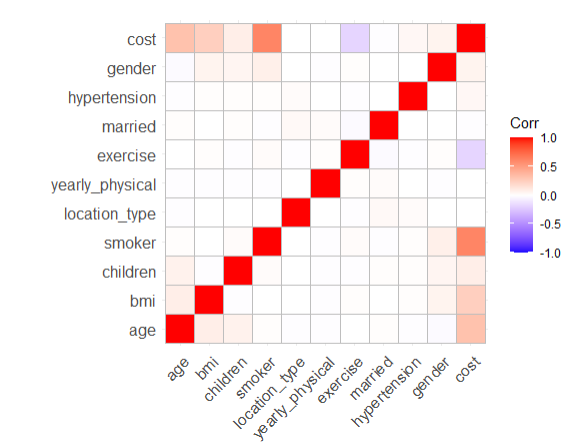 cost
gender
hypertension
married
exercise
yearly_physical
location_type
smoker
children
bmi
age
age
bmi
children
smoker
location_type
yearly_physical
exercise
married
hypertension
gender
cost
Corr
1.0
0.5
0.0
-0.5
-1.0